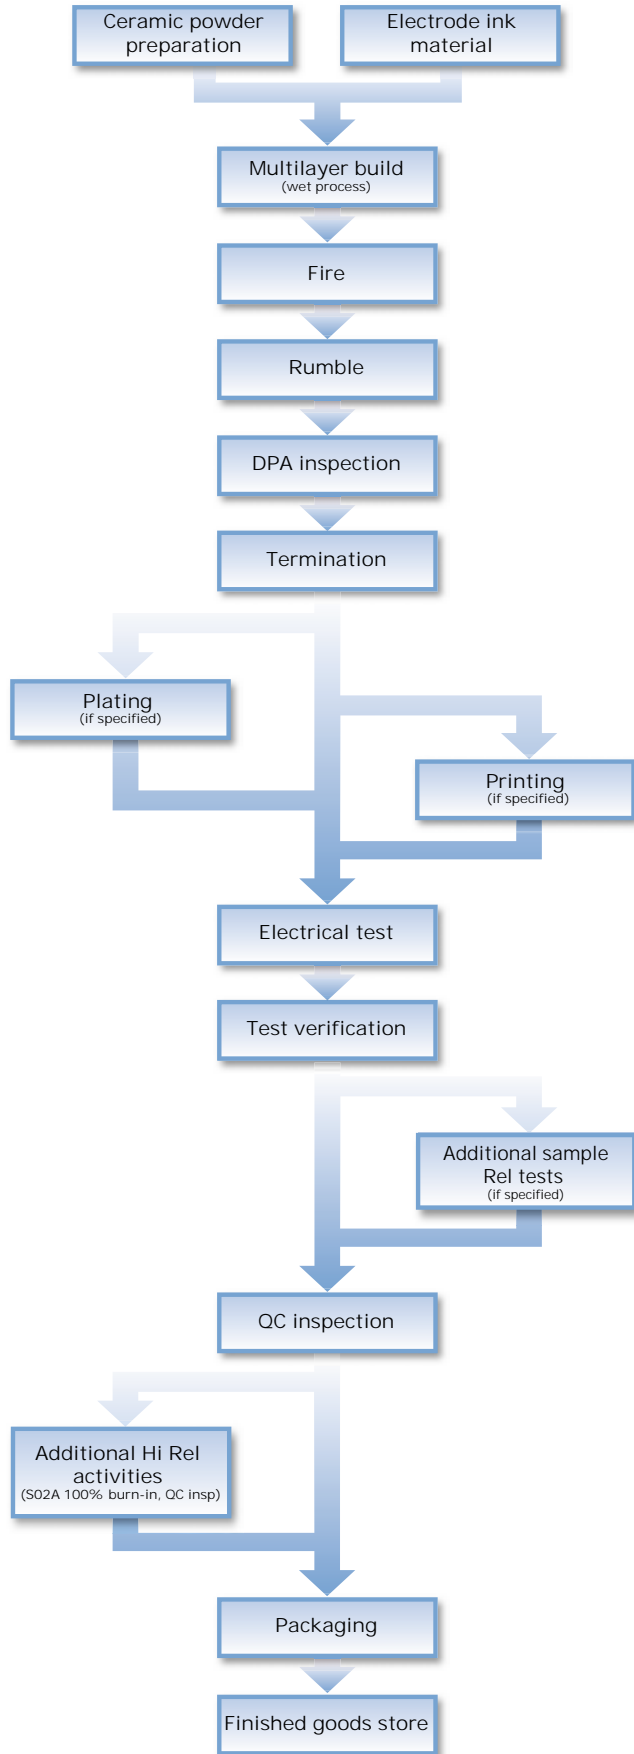 Ceramic powder
preparation
Electrode ink
material
Multilayer build
(wet process)
Fire
Rumble
DPA inspection
Termination
Plating
(if specified)
Printing
(if specified)
Electrical test
Test verification
Additional sample
Rel tests
(if specified)
QC inspection
Additional Hi Rel
activities
(S02A 100% burn-in, QC insp)
Packaging
Finished goods store